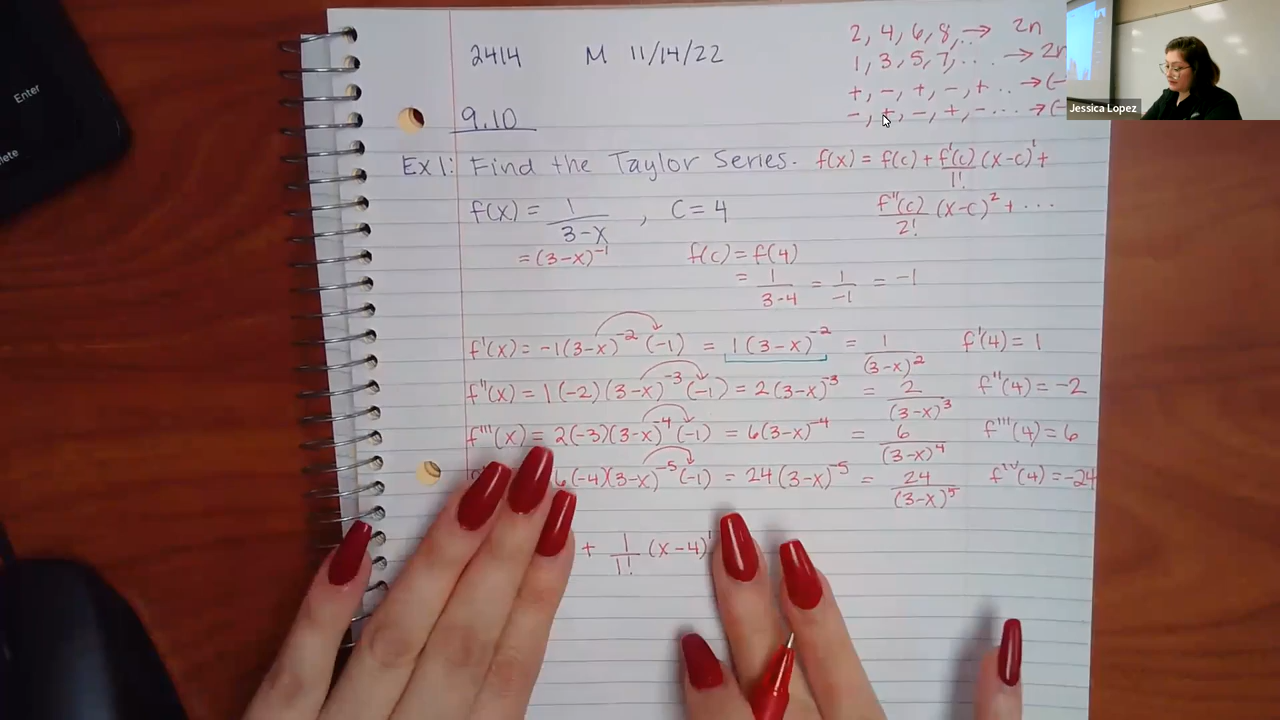 Enter
2414 M 11/14/22
2, 4, 6, 8, ... → 2n
1, 3, 5, 7, ... → 2n
+, -, +, -, + ... → (-
-, +, -, +, - ... → (-
Jessica Lopez
9.10
Ex 1: Find the Taylor Series. f(x) = f(c) + f'(c)/1! (x-c)^1 +
f''(c)/2! (x-c)^2 + ...
f(x) = 1/(3-x) , C = 4
= (3-x)^-1
f(c) = f(4)
= 1/(3-4) = 1/-1 = -1
f'(x) = -1(3-x)^-2 (-1) = 1(3-x)^-2 = 1/(3-x)^2 f'(4) = 1
f''(x) = 1(-2)(3-x)^-3 (-1) = 2(3-x)^-3 = 2/(3-x)^3 f''(4) = -2
f'''(x) = 2(-3)(3-x)^-4 (-1) = 6(3-x)^-4 = 6/(3-x)^4 f'''(4) = 6
6(-4)(3-x)^-5 (-1) = 24(3-x)^-5 = 24/(3-x)^5 f^IV(4) = -24
+ 1/1! (x-4)^1